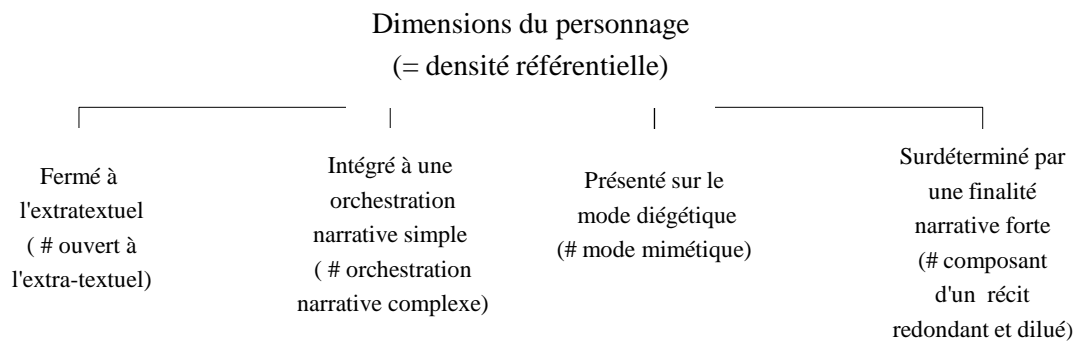 Dimensions du personnage
(= densité référentielle)
Fermé à
l'extratextuel
( # ouvert à
l'extra-textuel)
Intégré à une
orchestration
narrative simple
( # orchestration
narrative complexe)
Présenté sur le
mode diégétique
(# mode mimétique)
Surdéterminé par
une finalité
narrative forte
(# composant
d'un récit
redondant et dilué)